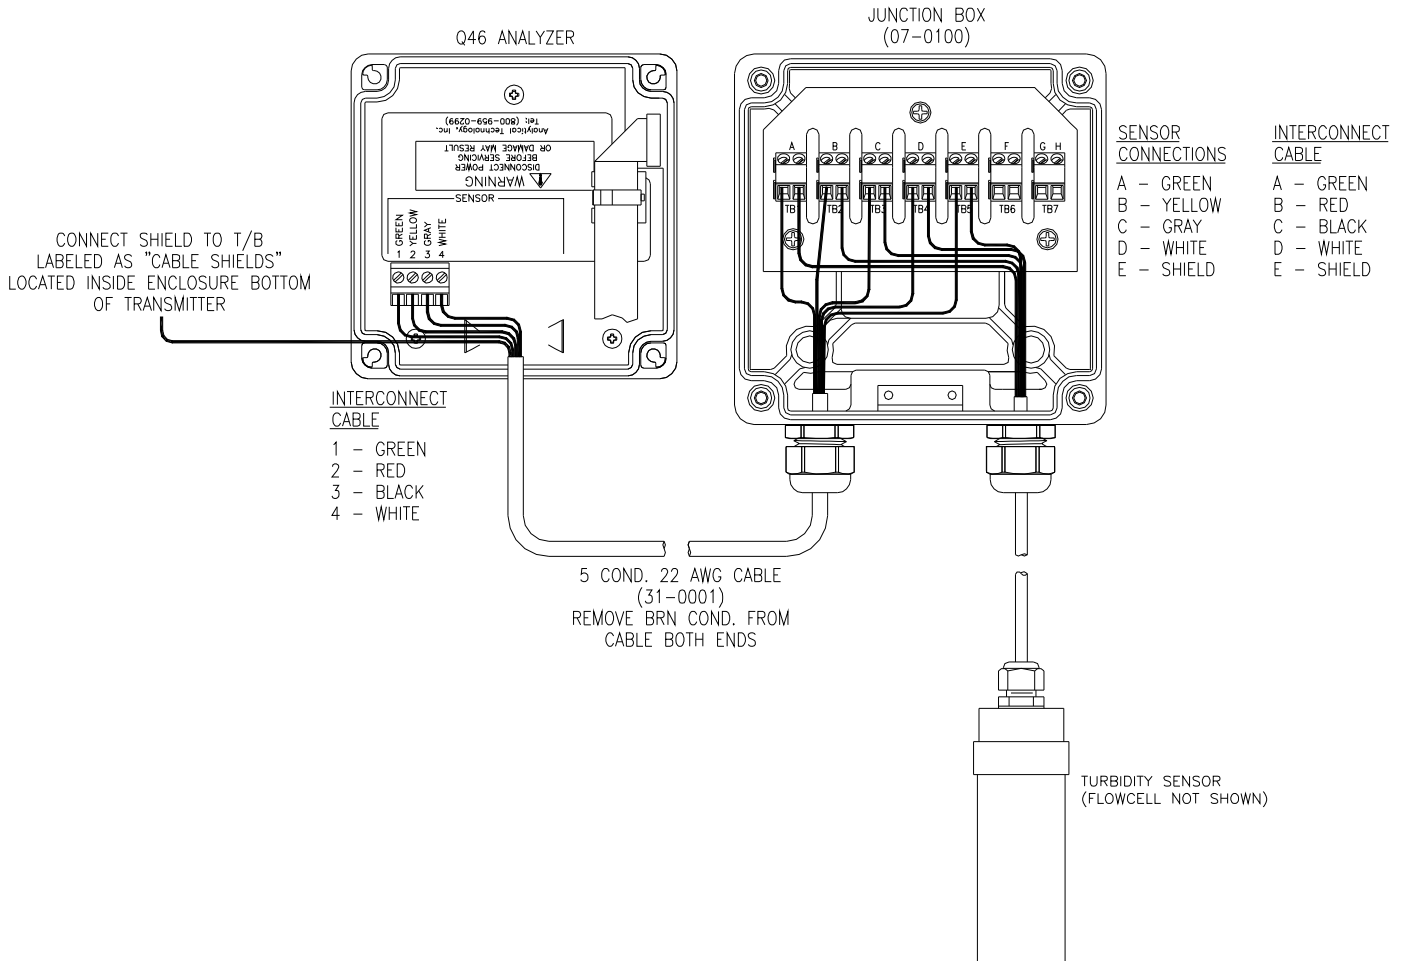 Q46 ANALYZER
JUNCTION BOX
(07-0100)
Analytical Technology, Inc.
Tel: (800-959-0299)
WARNING
DISCONNECT POWER
BEFORE SERVICING
OR DAMAGE MAY RESULT
SENSOR
GREEN
YELLOW
GRAY
WHITE
1 2 3 4
A B C D E F G H
TB TB2 TB3 TB4 TB5 TB6 TB7
SENSOR
CONNECTIONS
A - GREEN
B - YELLOW
C - GRAY
D - WHITE
E - SHIELD
INTERCONNECT
CABLE
A - GREEN
B - RED
C - BLACK
D - WHITE
E - SHIELD
CONNECT SHIELD TO T/B
LABELED AS "CABLE SHIELDS"
LOCATED INSIDE ENCLOSURE BOTTOM
OF TRANSMITTER
INTERCONNECT
CABLE
1 - GREEN
2 - RED
3 - BLACK
4 - WHITE
5 COND. 22 AWG CABLE
(31-0001)
REMOVE BRN COND. FROM
CABLE BOTH ENDS
TURBIDITY SENSOR
(FLOWCELL NOT SHOWN)